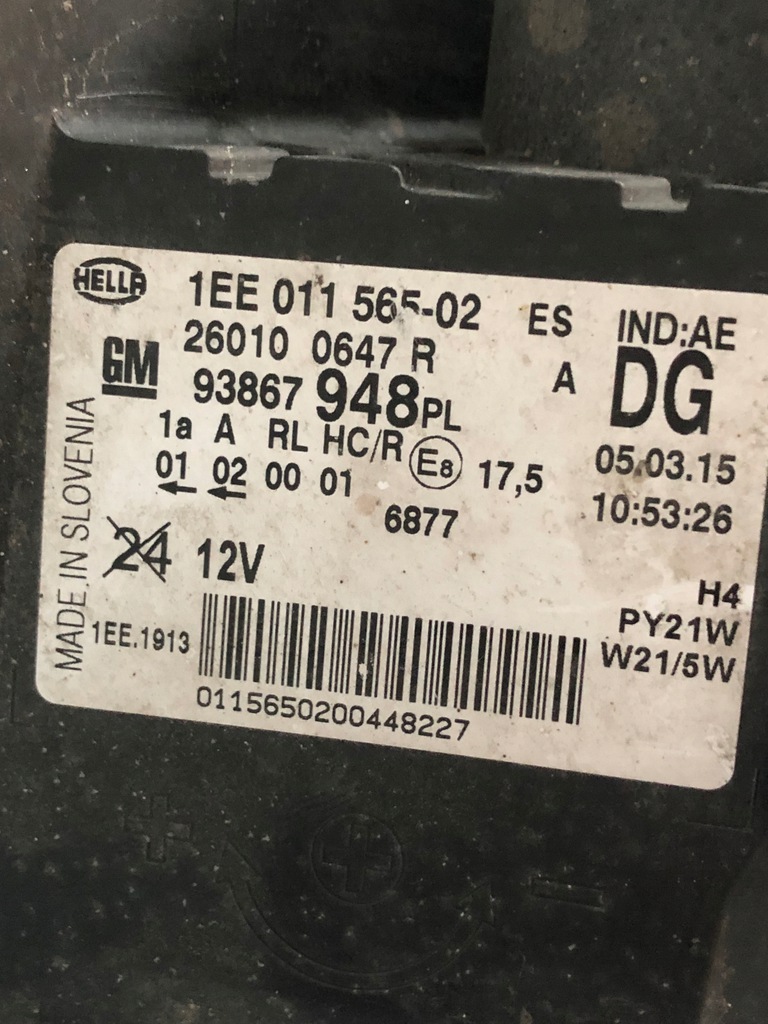 HELLA 1EE 011 565-02 ES IND:AE
26010 0647 R A DG
GM 93867 948PL
1a A RL HC/R E8 17,5 05.03.15
01 02 00 01 10:53:26
6877
24 12V
H4
PY21W
W21/5W
1EE.1913
0115650200448227
MADE IN SLOVENIA